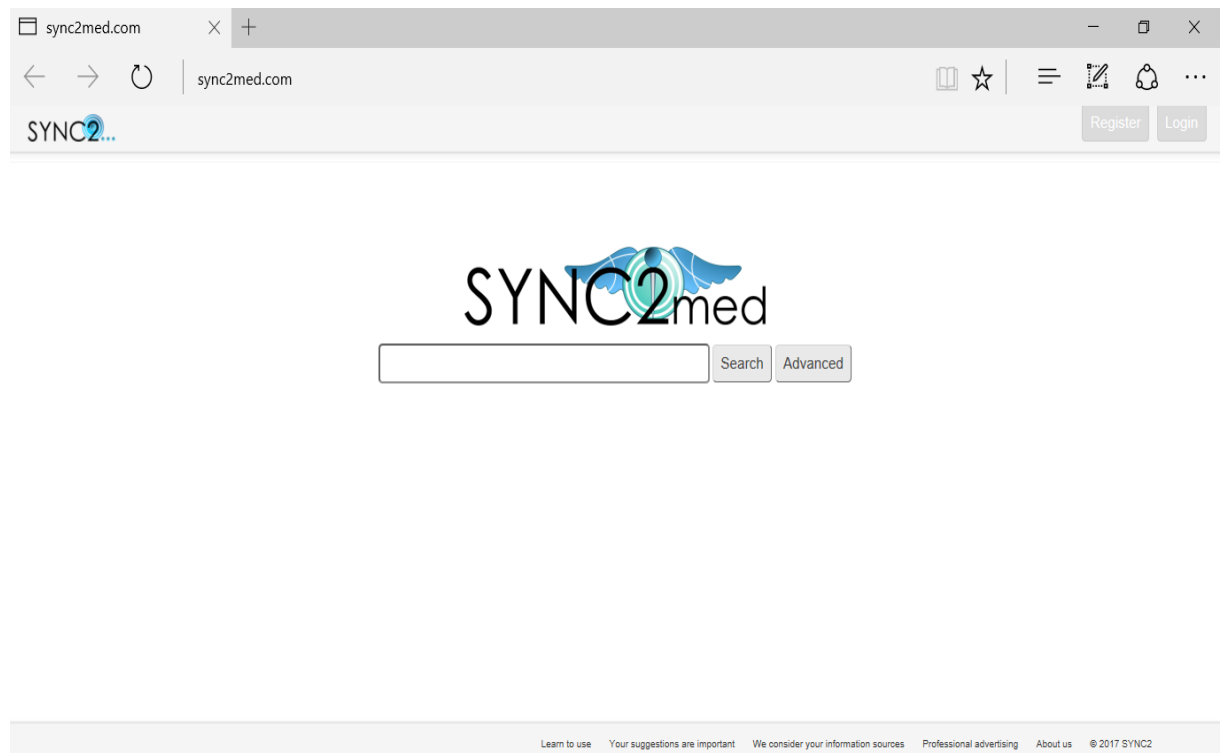 sync2med.com
sync2med.com
SYNC2...
Register Login
SYNC2med
Search Advanced
Learn to use Your suggestions are important We consider your information sources Professional advertising About us © 2017 SYNC2